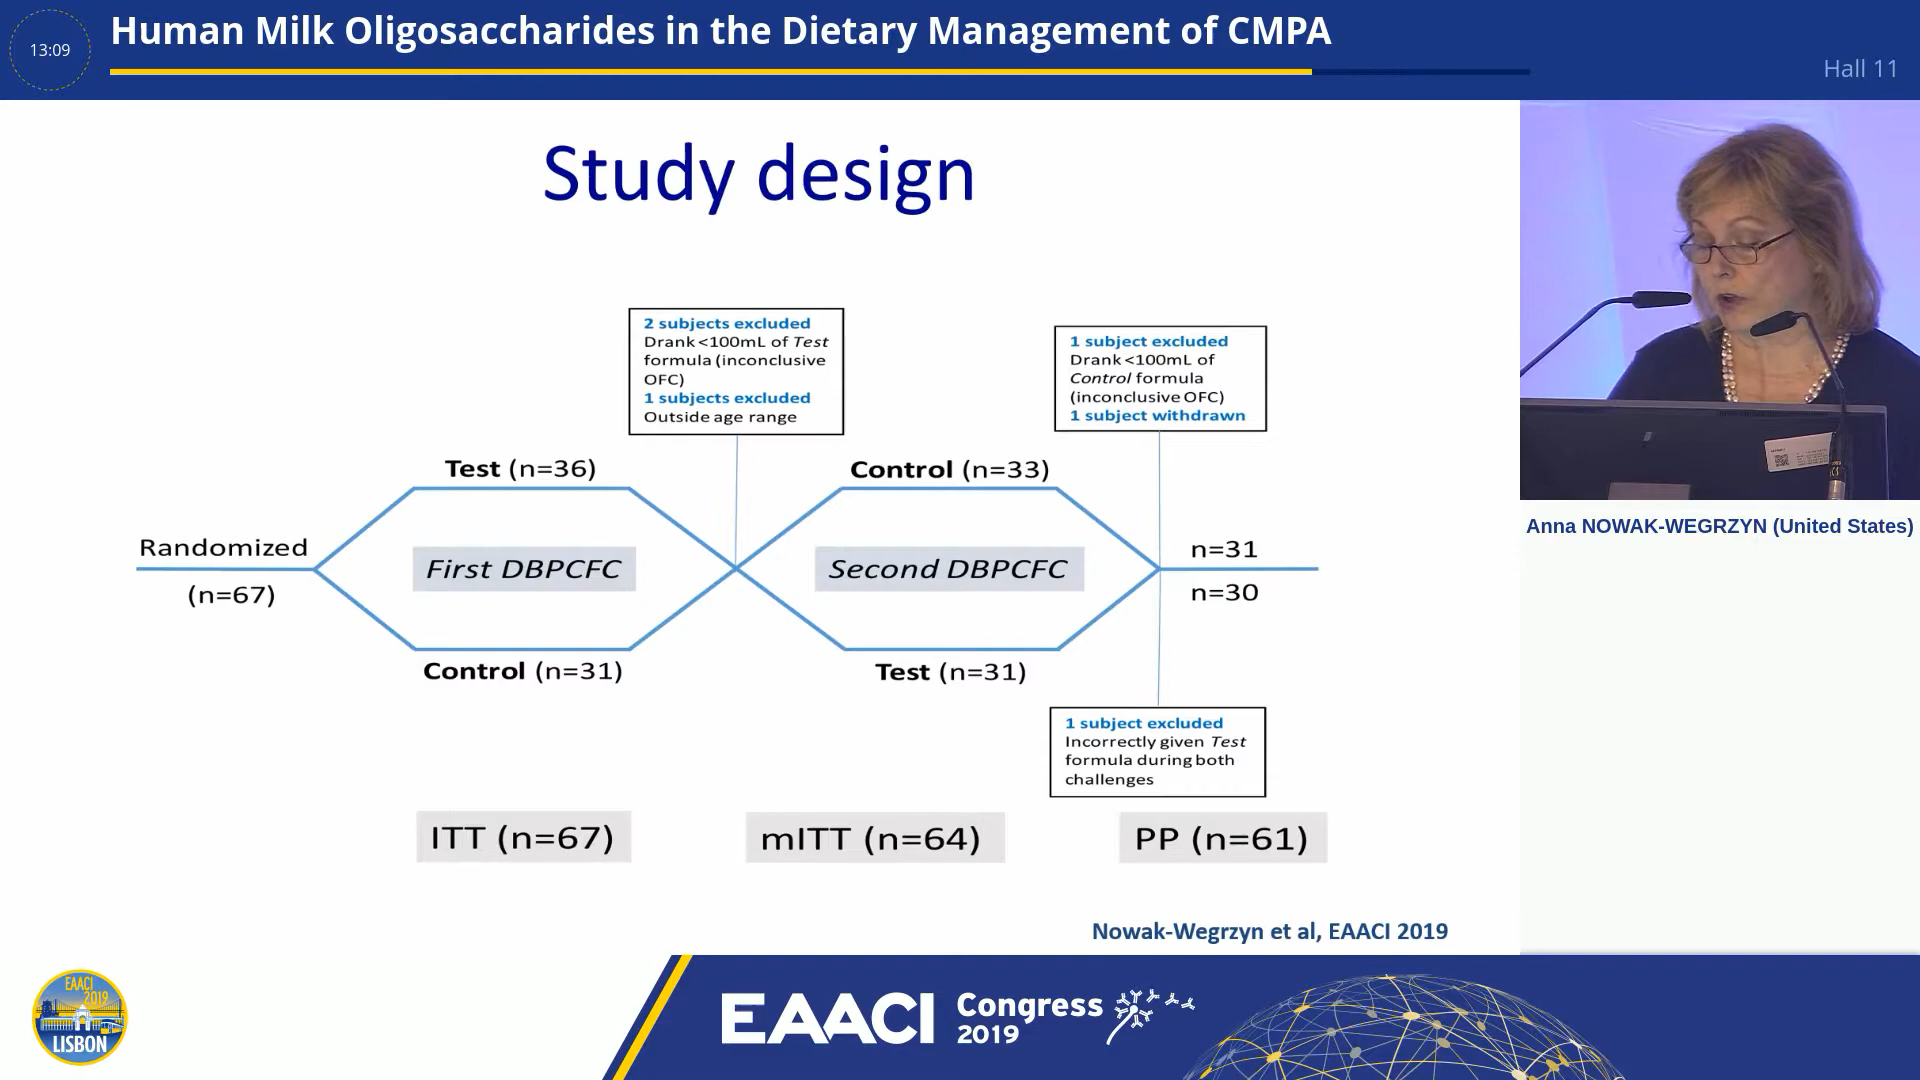 13:09
Human Milk Oligosaccharides in the Dietary Management of CMPA
Hall 11
Study design
2 subjects excluded
Drank <100mL of Test
formula (inconclusive
OFC)
1 subjects excluded
Outside age range
1 subject excluded
Drank <100mL of
Control formula
(inconclusive OFC)
1 subject withdrawn
Test (n=36)
Control (n=33)
Randomized
(n=67)
First DBPCFC
Second DBPCFC
n=31
n=30
Control (n=31)
Test (n=31)
1 subject excluded
Incorrectly given Test
formula during both
challenges
ITT (n=67)
mITT (n=64)
PP (n=61)
Nowak-Wegrzyn et al, EAACI 2019
Anna NOWAK-WEGRZYN (United States)
EAACI
2019
LISBON
EAACI
Congress
2019